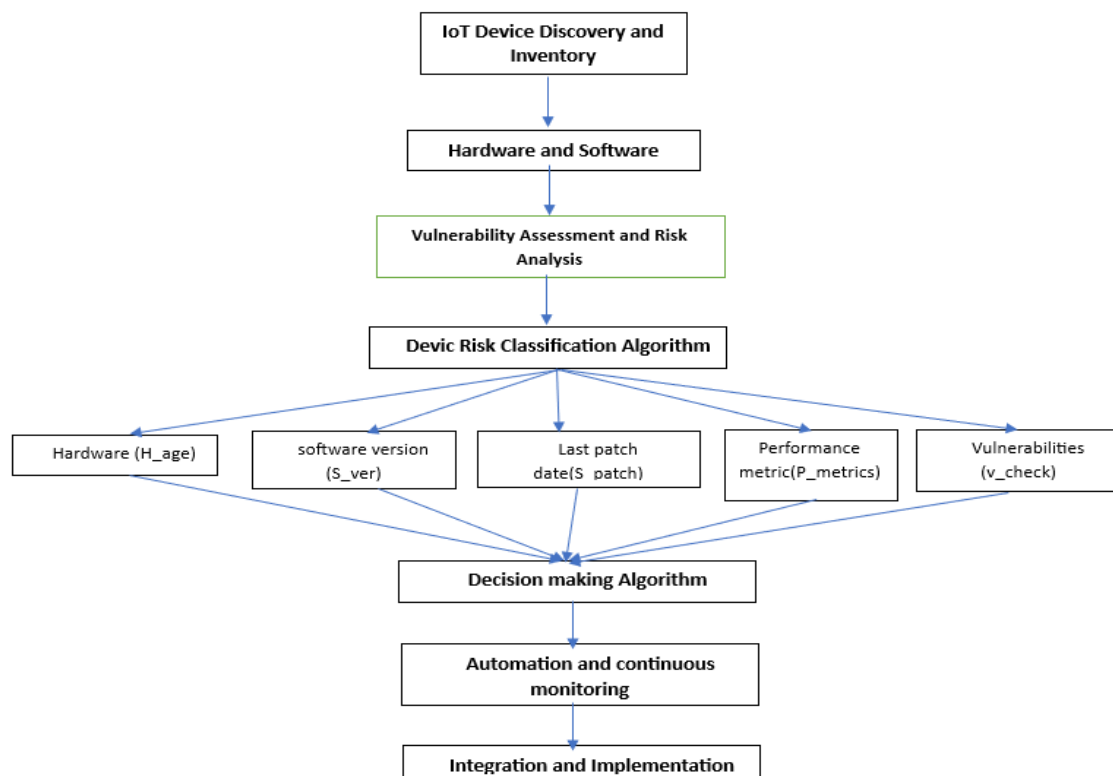 IoT Device Discovery and
Inventory
Hardware and Software
Vulnerability Assessment and Risk
Analysis
Devic Risk Classification Algorithm
Hardware (H_age)
software version
(S_ver)
Last patch
date(S_patch)
Performance
metric(P_metrics)
Vulnerabilities
(v_check)
Decision making Algorithm
Automation and continuous
monitoring
Integration and Implementation